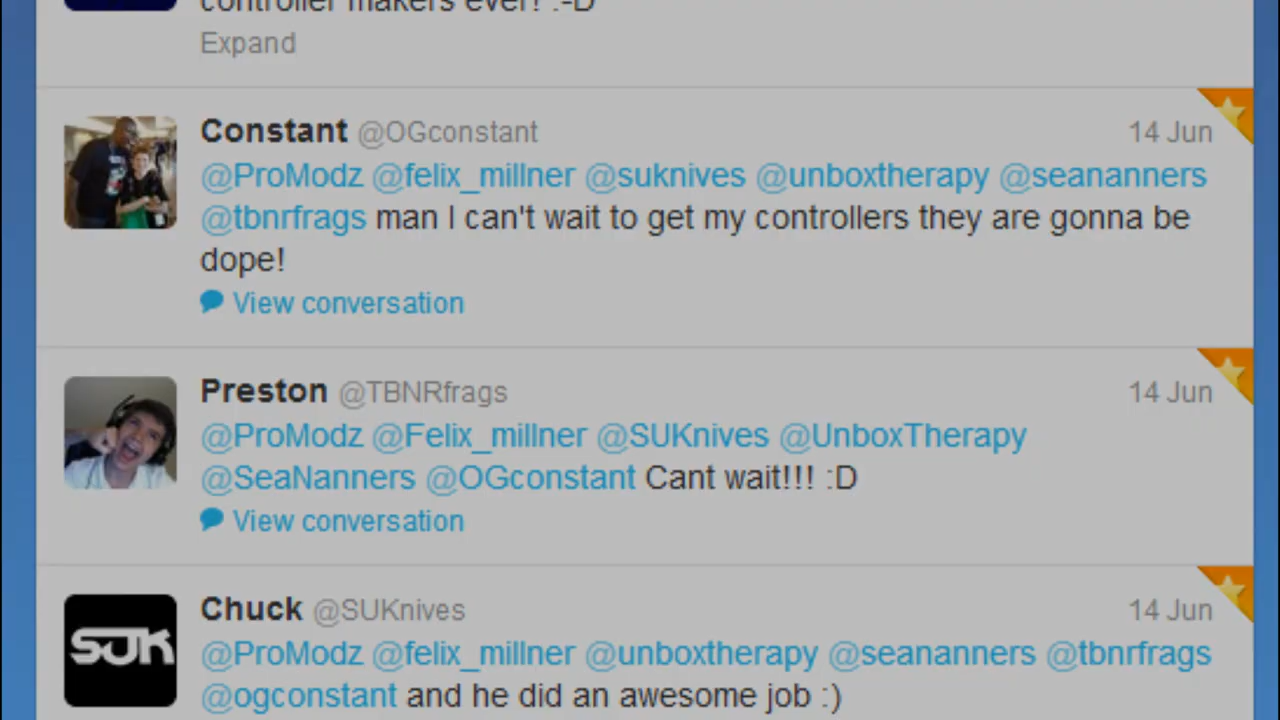 controller makers ever! :-D
Expand
Constant @OGconstant 14 Jun
@ProModz @felix_millner @suknives @unboxtherapy @seananners
@tbnrfrags man I can't wait to get my controllers they are gonna be
dope!
View conversation
Preston @TBNRfrags 14 Jun
@ProModz @Felix_millner @SUKnives @UnboxTherapy
@SeaNanners @OGconstant Cant wait!!! :D
View conversation
SUK
Chuck @SUKnives 14 Jun
@ProModz @felix_millner @unboxtherapy @seananners @tbnrfrags
@ogconstant and he did an awesome job :)